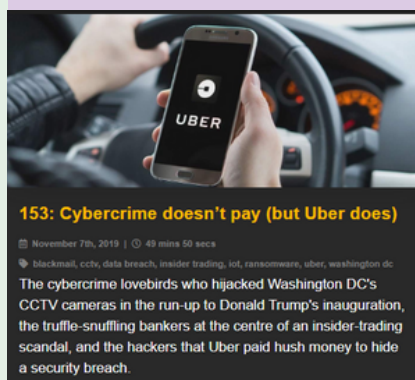 UBER
153: Cybercrime doesn’t pay (but Uber does)
November 7th, 2019 | 49 mins 50 secs
blackmail, cctv, data breach, insider trading, iot, ransomware, uber, washington dc
The cybercrime lovebirds who hijacked Washington DC's
CCTV cameras in the run-up to Donald Trump's inauguration,
the truffle-snuffling bankers at the centre of an insider-trading
scandal, and the hackers that Uber paid hush money to hide
a security breach.